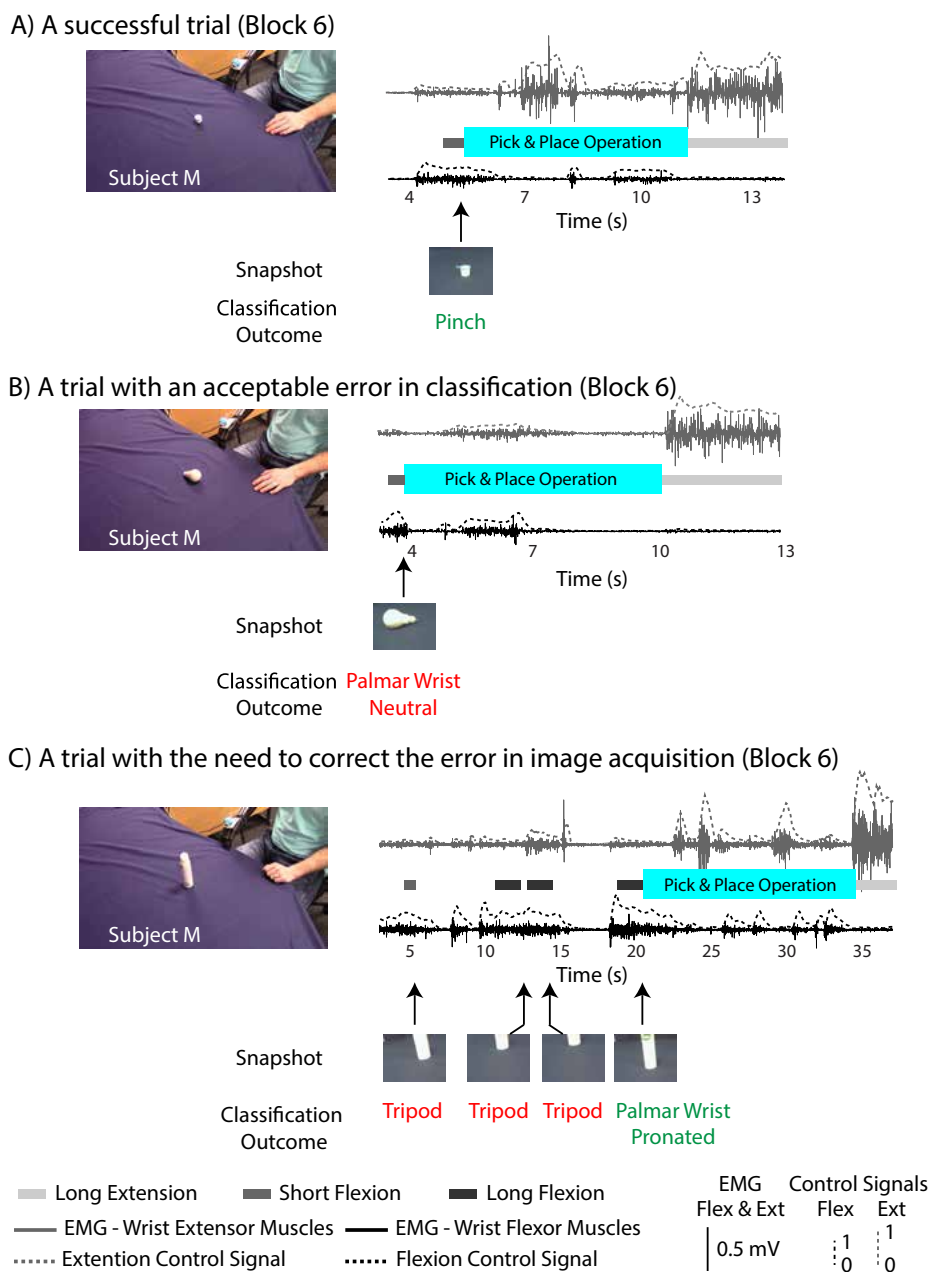 A) A successful trial (Block 6)
Subject M
Pick & Place Operation
4 7 10 13
Time (s)
Snapshot
Classification Outcome
Pinch
B) A trial with an acceptable error in classification (Block 6)
Subject M
Pick & Place Operation
4 7 10 13
Time (s)
Snapshot
Classification Outcome
Palmar Wrist Neutral
C) A trial with the need to correct the error in image acquisition (Block 6)
Subject M
Pick & Place Operation
5 10 15 20 25 30 35
Time (s)
Snapshot
Classification Outcome
Tripod Tripod Tripod Palmar Wrist Pronated
Long Extension Short Flexion Long Flexion
EMG - Wrist Extensor Muscles EMG - Wrist Flexor Muscles
Extention Control Signal Flexion Control Signal
EMG Flex & Ext
0.5 mV
Control Signals
Flex Ext
1 0
1 0